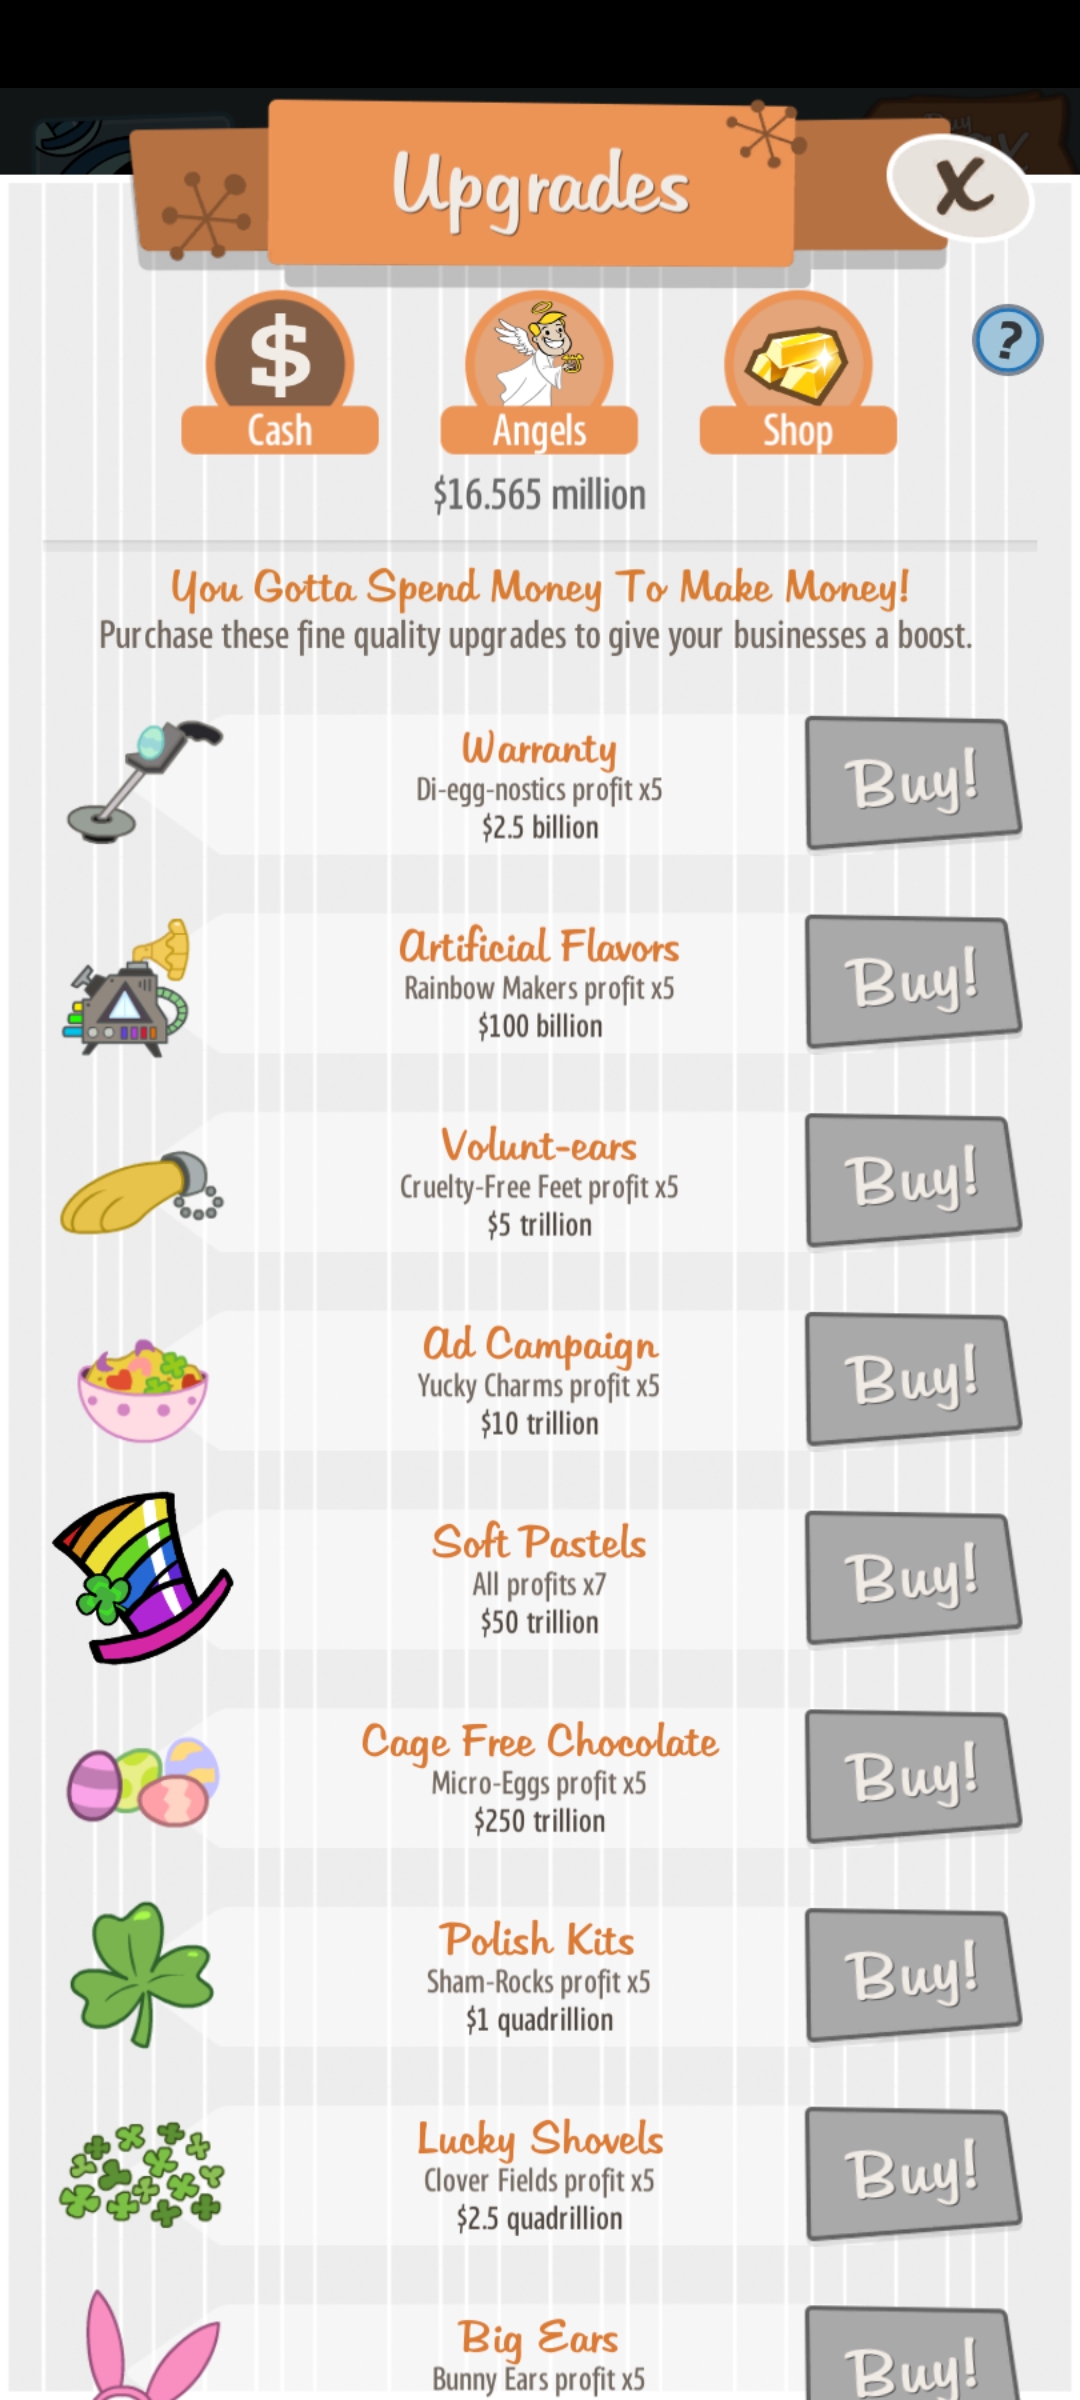 Buy
Upgrades
X
$
?
Cash
Angels
Shop
$16.565 million
You Gotta Spend Money To Make Money!
Purchase these fine quality upgrades to give your businesses a boost.
Warranty
Di-egg-nostics profit x5
$2.5 billion
Buy!
Artificial Flavors
Rainbow Makers profit x5
$100 billion
Buy!
Volunt-ears
Cruelty-Free Feet profit x5
$5 trillion
Buy!
Ad Campaign
Yucky Charms profit x5
$10 trillion
Buy!
Soft Pastels
All profits x7
$50 trillion
Buy!
Cage Free Chocolate
Micro-Eggs profit x5
$250 trillion
Buy!
Polish Kits
Sham-Rocks profit x5
$1 quadrillion
Buy!
Lucky Shovels
Clover Fields profit x5
$2.5 quadrillion
Buy!
Big Ears
Bunny Ears profit x5
Buy!